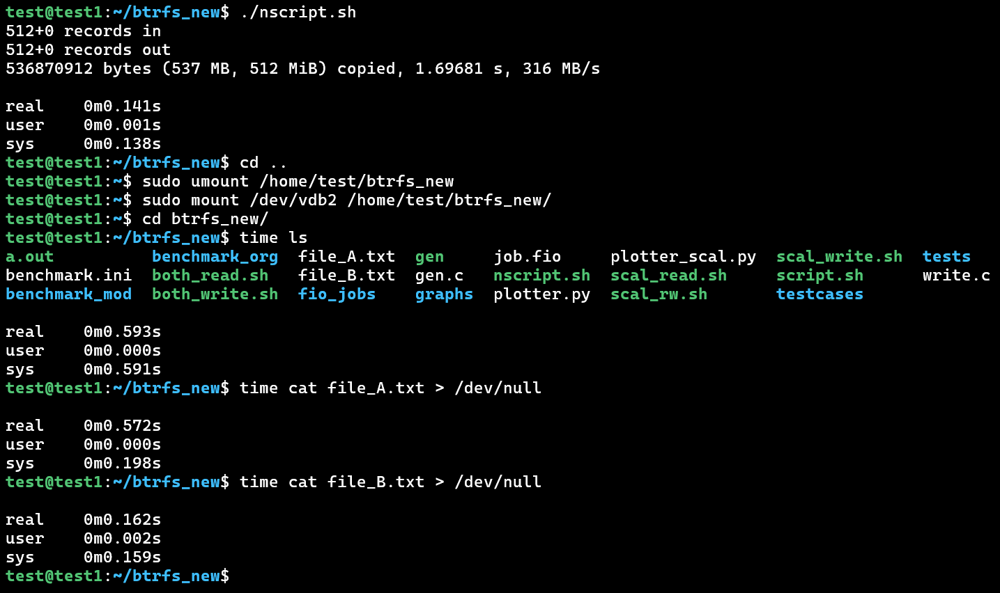 test@test1:~/btrfs_new$ ./nscript.sh
512+0 records in
512+0 records out
536870912 bytes (537 MB, 512 MiB) copied, 1.69681 s, 316 MB/s
real    0m0.141s
user    0m0.001s
sys     0m0.138s
test@test1:~/btrfs_new$ cd ..
test@test1:~$ sudo umount /home/test/btrfs_new
test@test1:~$ sudo mount /dev/vdb2 /home/test/btrfs_new/
test@test1:~$ cd btrfs_new/
test@test1:~/btrfs_new$ time ls
a.out          benchmark_org  file_A.txt  gen     job.fio     plotter_scal.py  scal_write.sh  tests
benchmark.ini  both_read.sh   file_B.txt  gen.c   nscript.sh  scal_read.sh     script.sh      write.c
benchmark_mod  both_write.sh  fio_jobs    graphs  plotter.py  scal_rw.sh       testcases
real    0m0.593s
user    0m0.000s
sys     0m0.591s
test@test1:~/btrfs_new$ time cat file_A.txt > /dev/null
real    0m0.572s
user    0m0.000s
sys     0m0.198s
test@test1:~/btrfs_new$ time cat file_B.txt > /dev/null
real    0m0.162s
user    0m0.002s
sys     0m0.159s
test@test1:~/btrfs_new$